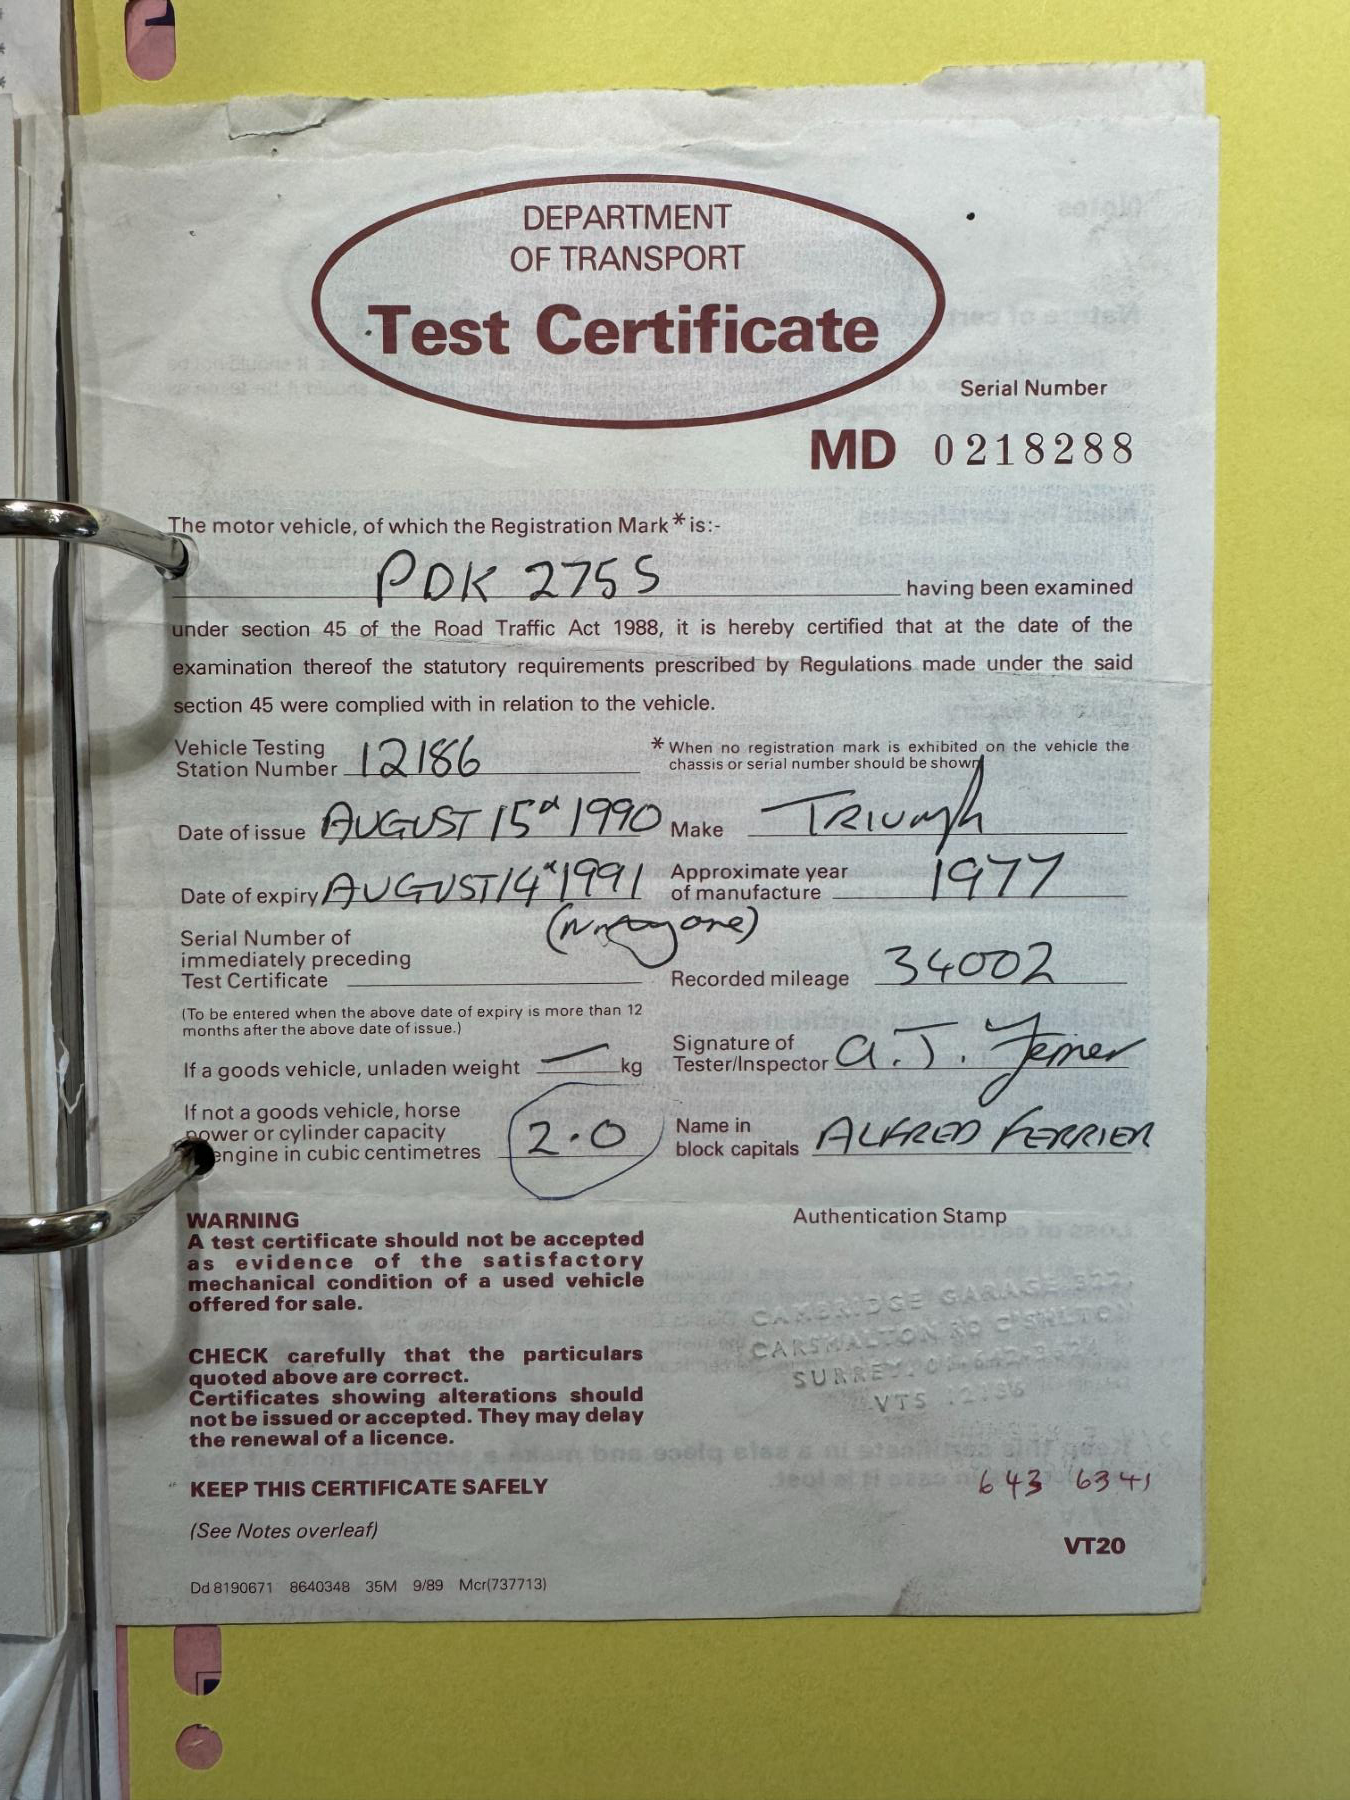 DEPARTMENT
OF TRANSPORT
Test Certificate
Serial Number
MD 0218288
The motor vehicle, of which the Registration Mark * is:-
PDK 275 S having been examined
under section 45 of the Road Traffic Act 1988, it is hereby certified that at the date of the
examination thereof the statutory requirements prescribed by Regulations made under the said
section 45 were complied with in relation to the vehicle.
Vehicle Testing
Station Number 12186
* When no registration mark is exhibited on the vehicle the
chassis or serial number should be shown
Date of issue AUGUST 15th 1990
Make TRIUMPH
Date of expiry AUGUST 14th 1991
(Ninety one)
Approximate year
of manufacture 1977
Serial Number of
immediately preceding
Test Certificate
Recorded mileage 34002
(To be entered when the above date of expiry is more than 12
months after the above date of issue.)
Signature of
Tester/Inspector A.J. Ferrier
If a goods vehicle, unladen weight — kg
If not a goods vehicle, horse
power or cylinder capacity
engine in cubic centimetres 2.0
Name in
block capitals ALFRED FERRIER
WARNING
A test certificate should not be accepted
as evidence of the satisfactory
mechanical condition of a used vehicle
offered for sale.
Authentication Stamp
CAMBRIDGE GARAGE 322,
CARSHALTON RD C'SHLTON
SURREY
VTS
CHECK carefully that the particulars
quoted above are correct.
Certificates showing alterations should
not be issued or accepted. They may delay
the renewal of a licence.
KEEP THIS CERTIFICATE SAFELY
643 6341
(See Notes overleaf)
VT20
Dd 8190671 8640348 35M 9/89 Mcr(737713)